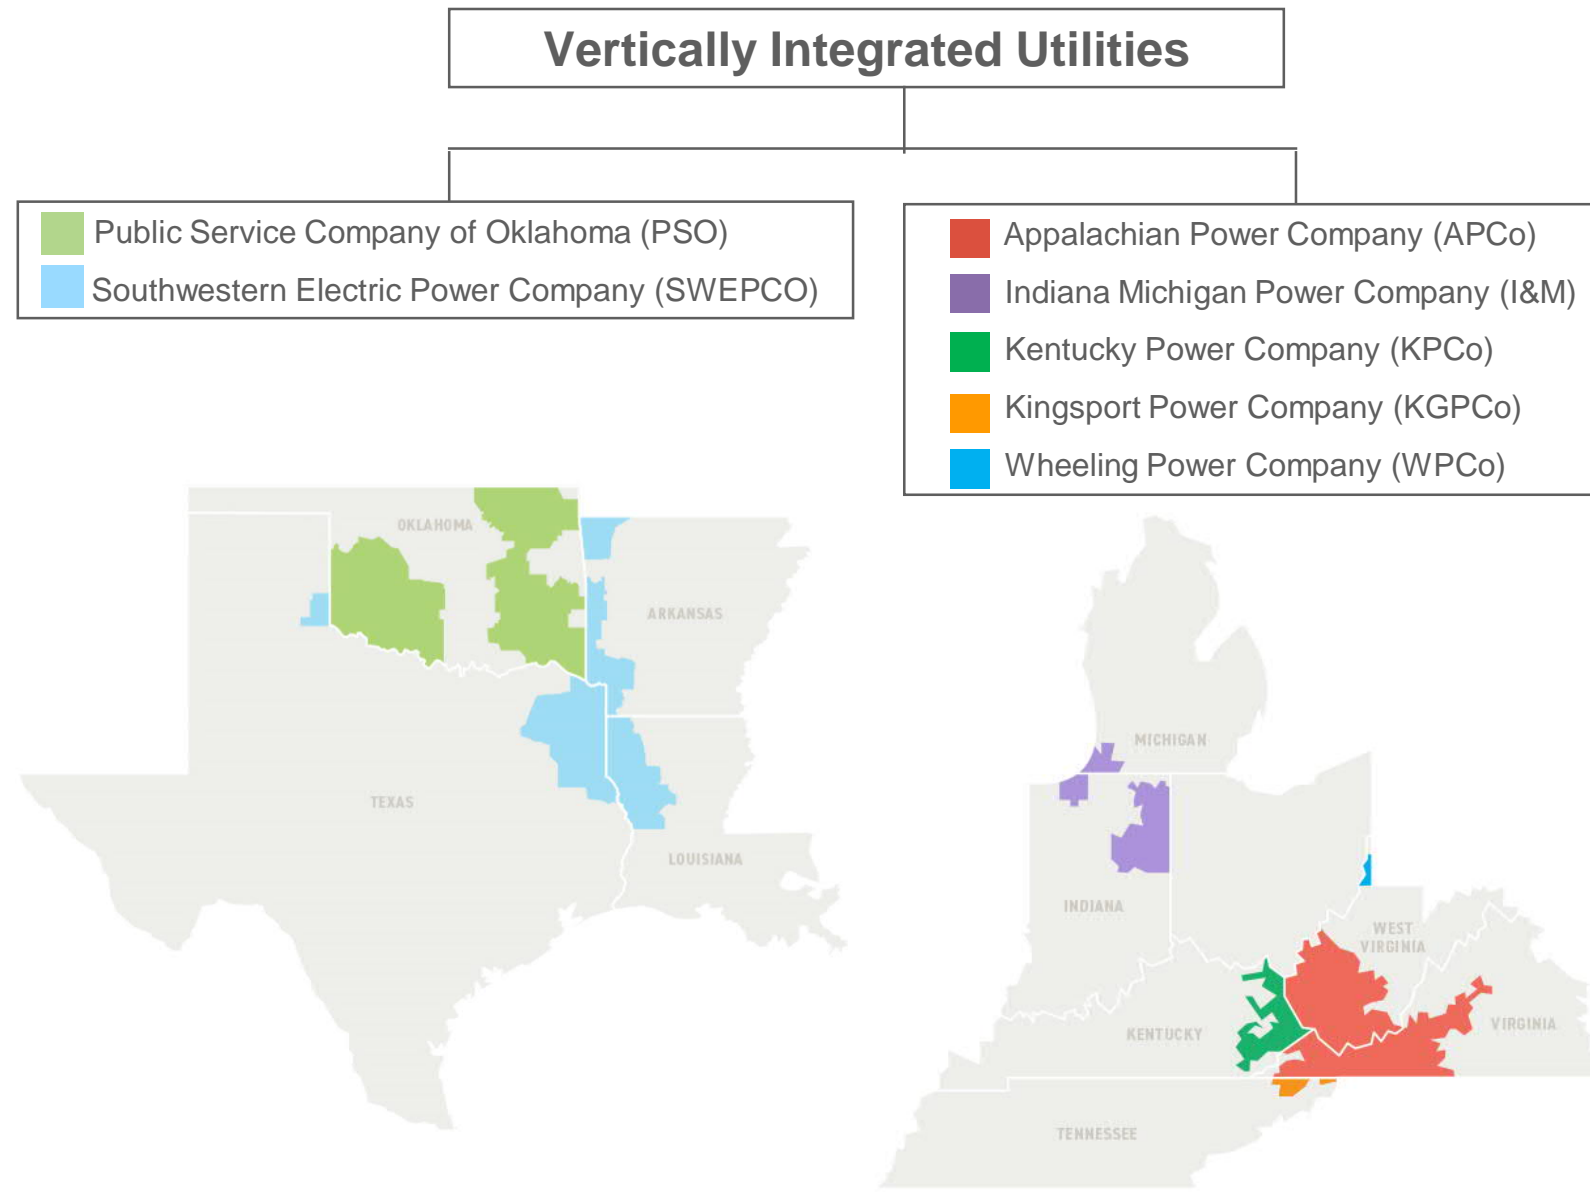 Vertically Integrated Utilities
Public Service Company of Oklahoma (PSO)
Southwestern Electric Power Company (SWEPCO)
Appalachian Power Company (APCo)
Indiana Michigan Power Company (I&M)
Kentucky Power Company (KPCo)
Kingsport Power Company (KGPCo)
Wheeling Power Company (WPCo)
OKLAHOMA
ARKANSAS
TEXAS
LOUISIANA
MICHIGAN
INDIANA
WEST
VIRGINIA
KENTUCKY
VIRGINIA
TENNESSEE